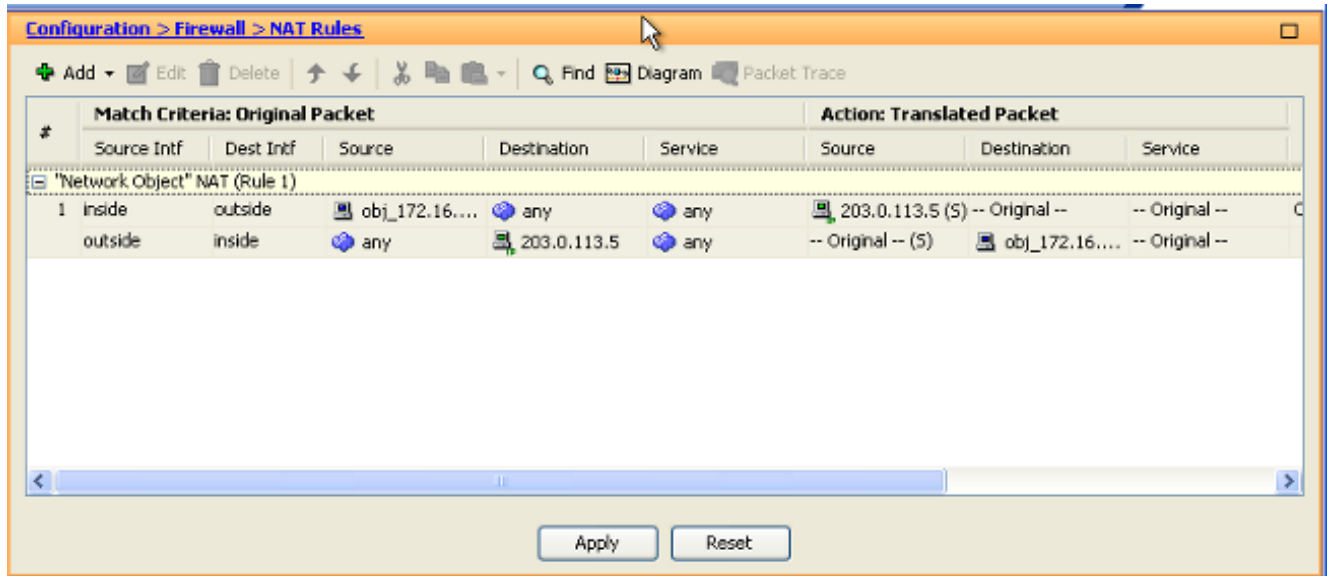 Configuration > Firewall > NAT Rules
Add Edit Delete Find Diagram Packet Trace
# Match Criteria: Original Packet Action: Translated Packet
Source Intf Dest Intf Source Destination Service Source Destination Service
"Network Object" NAT (Rule 1)
1 inside outside obj_172.16.... any any 203.0.113.5 (S) -- Original -- -- Original --
outside inside any 203.0.113.5 any -- Original -- (S) obj_172.16.... -- Original --
Apply Reset